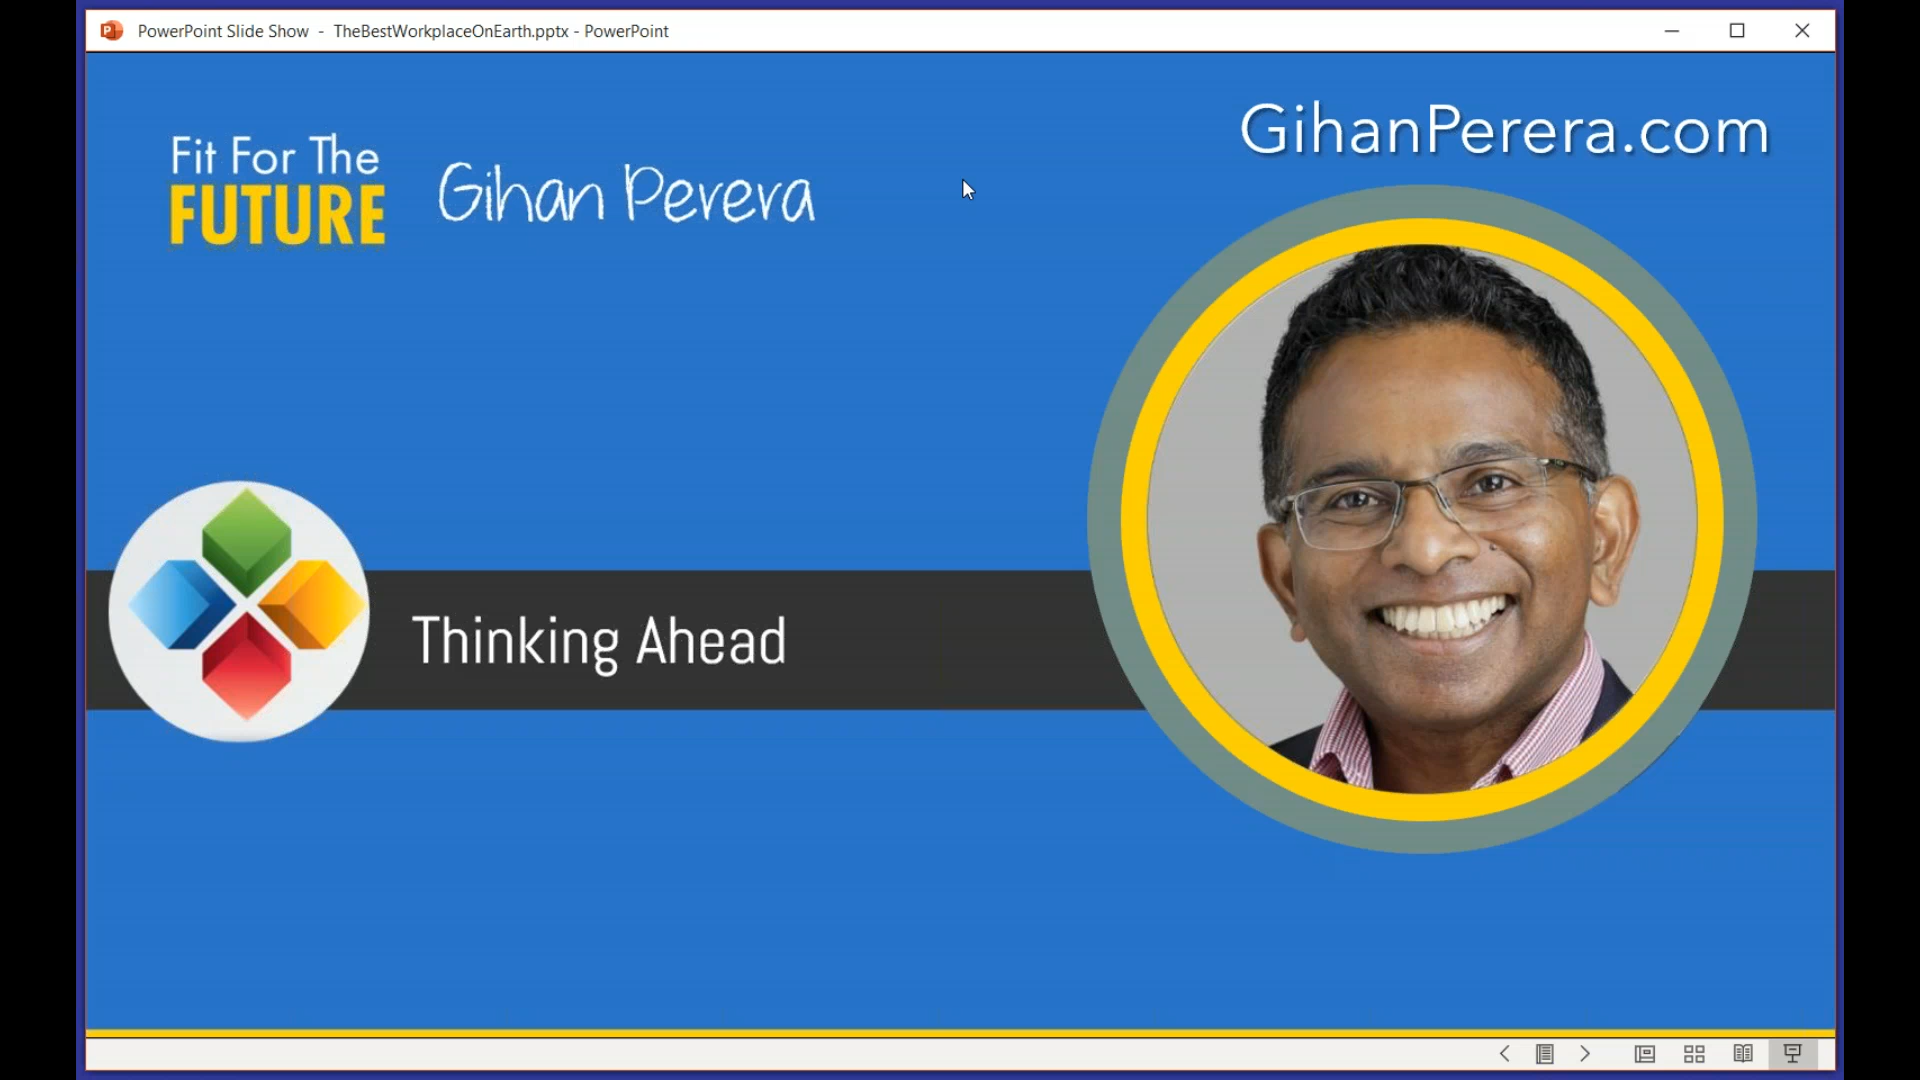 PowerPoint Slide Show - TheBestWorkplaceOnEarth.pptx - PowerPoint
GihanPerera.com
Fit For The
FUTURE
Gihan Perera
Thinking Ahead